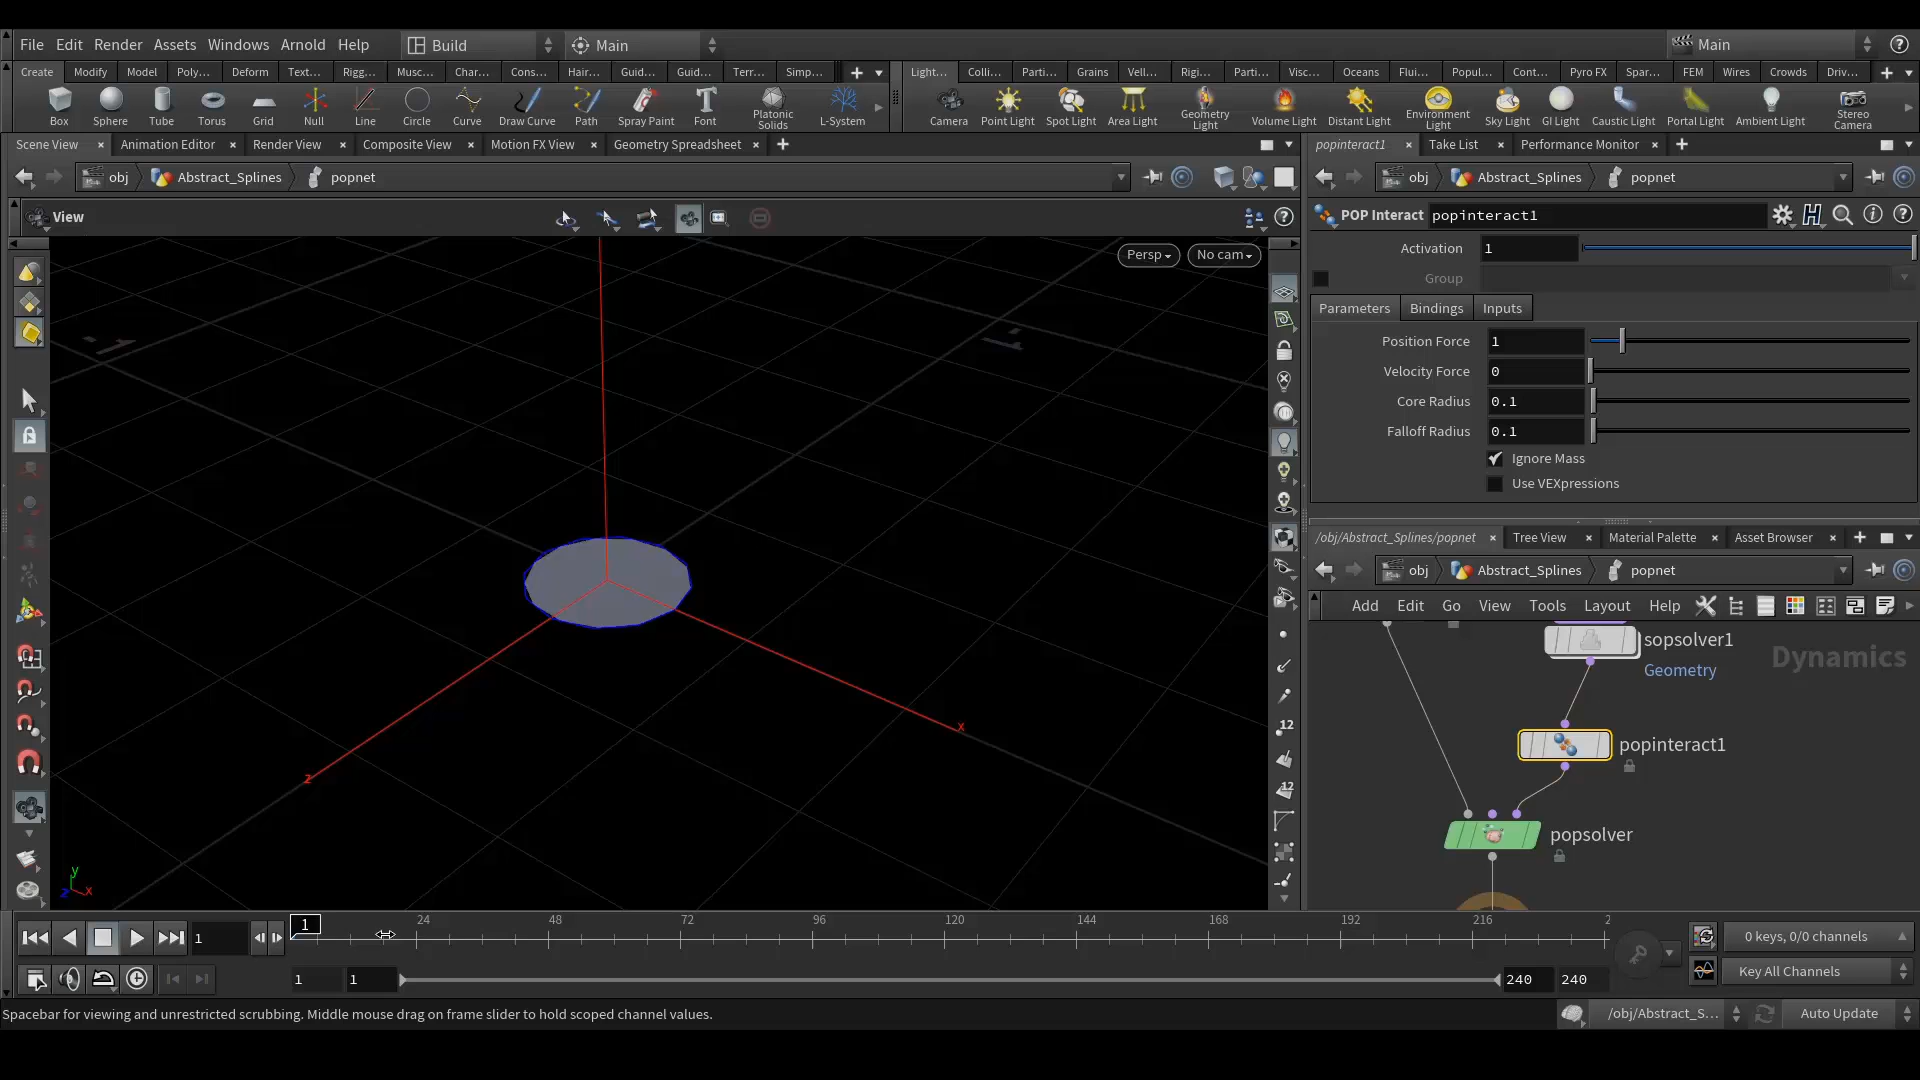 File Edit Render Assets Windows Arnold Help Build Main Main
Create Modify Model Poly... Deform Text... Rigg... Musc... Char... Cons... Hair... Guid... Guid... Terr... Simp... Light... Colli... Parti... Grains Vell... Rigi... Parti... Visc... Oceans Flui... Popul... Cont... Pyro FX Spar... FEM Wires Crowds Driv...
Box Sphere Tube Torus Grid Null Line Circle Curve Draw Curve Path Spray Paint Font Platonic Solids L-System Camera Point Light Spot Light Area Light Geometry Light Volume Light Distant Light Environment Light Sky Light GI Light Caustic Light Portal Light Ambient Light Stereo Camera
Scene View Animation Editor Render View Composite View Motion FX View Geometry Spreadsheet
obj Abstract_Splines popnet
View
Persp No cam
z
x
y
z x
popinteract1 Take List Performance Monitor
obj Abstract_Splines popnet
POP Interact popinteract1
Activation 1
Group
Parameters Bindings Inputs
Position Force 1
Velocity Force 0
Core Radius 0.1
Falloff Radius 0.1
Ignore Mass
Use VEXpressions
/obj/Abstract_Splines/popnet Tree View Material Palette Asset Browser
obj Abstract_Splines popnet
Add Edit Go View Tools Layout Help
sopsolver1
Geometry
Dynamics
popinteract1
popsolver
12
12
1 1 24 48 72 96 120 144 168 192 216 2
0 keys, 0/0 channels
1 1 240 240 Key All Channels
Spacebar for viewing and unrestricted scrubbing. Middle mouse drag on frame slider to hold scoped channel values.
/obj/Abstract_S... Auto Update